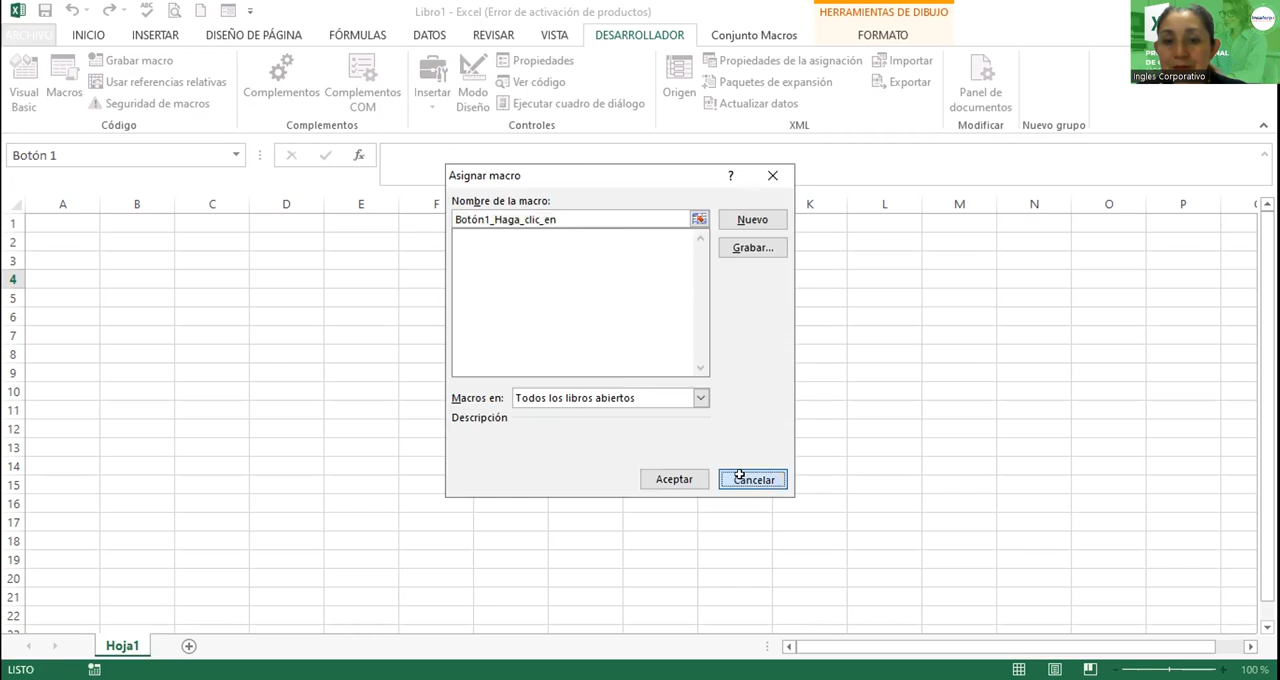 Libro1 - Excel (Error de activación de productos)
HERRAMIENTAS DE DIBUJO
ARCHIVO INICIO INSERTAR DISEÑO DE PÁGINA FÓRMULAS DATOS REVISAR VISTA DESARROLLADOR Conjunto Macros FORMATO
Visual Basic
Macros
Grabar macro
Usar referencias relativas
Seguridad de macros
Código
Complementos
Complementos COM
Complementos
Insertar
Modo Diseño
Propiedades
Ver código
Ejecutar cuadro de diálogo
Controles
Origen
Propiedades de la asignación
Paquetes de expansión
Actualizar datos
Importar
Exportar
XML
Panel de documentos
Modificar
Nuevo grupo
Ingles Corporativo
Botón 1
fx
A B C D E F K L M N O P
1
2
3
4
5
6
7
8
9
10
11
12
13
14
15
16
17
18
19
20
21
22
Asignar macro
?
Nombre de la macro:
Botón1_Haga_clic_en
Nuevo
Grabar...
Macros en: Todos los libros abiertos
Descripción
Aceptar Cancelar
Hoja1
LISTO
100 %